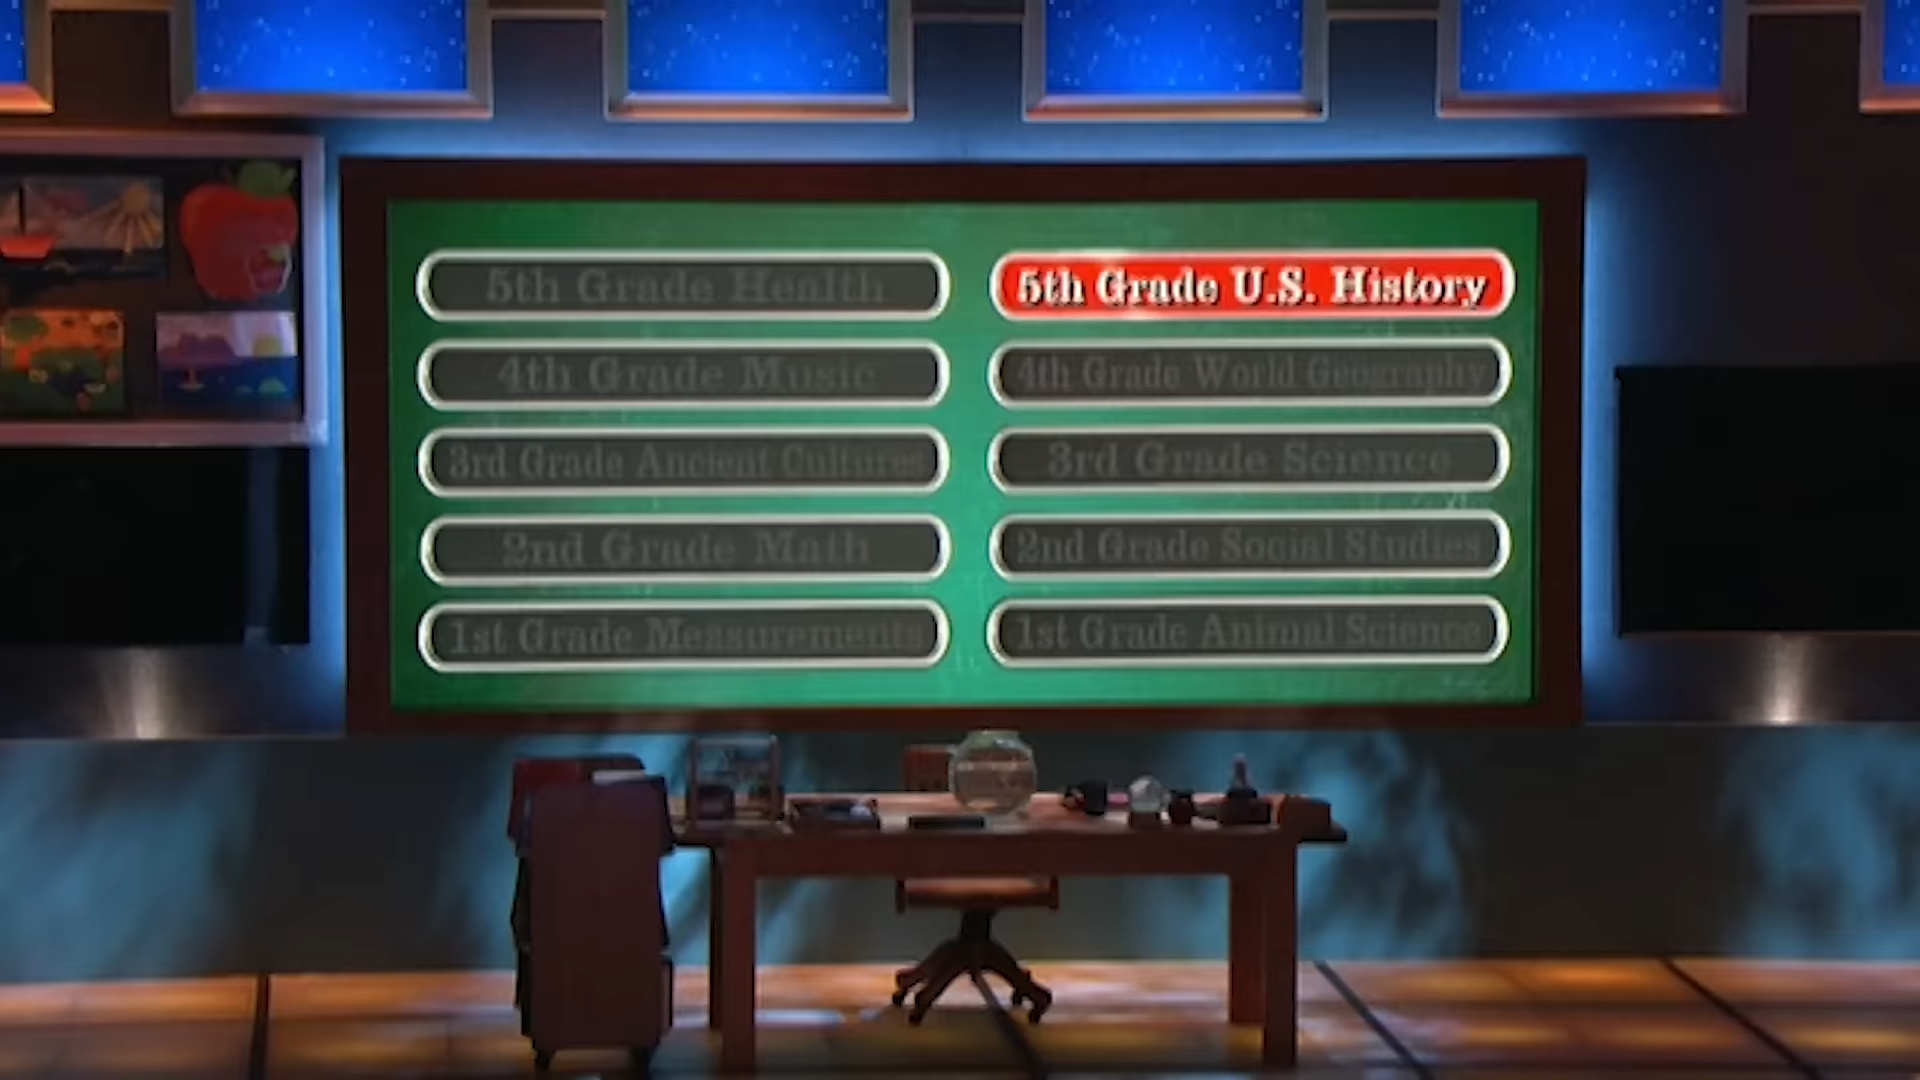 5th Grade Health
5th Grade U.S. History
4th Grade Music
4th Grade World Geography
3rd Grade Ancient Cultures
3rd Grade Science
2nd Grade Math
2nd Grade Social Studies
1st Grade Measurements
1st Grade Animal Science